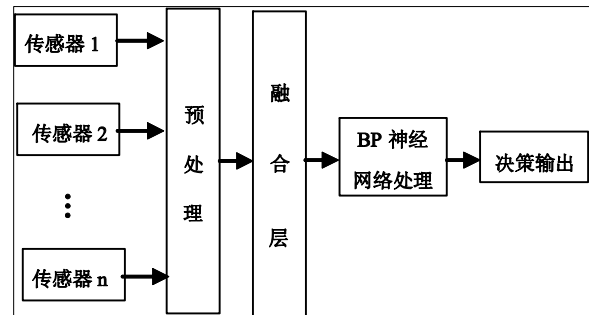 传感器 1
传感器 2
传感器 n
预处理
融合层
BP 神经
网络处理
决策输出